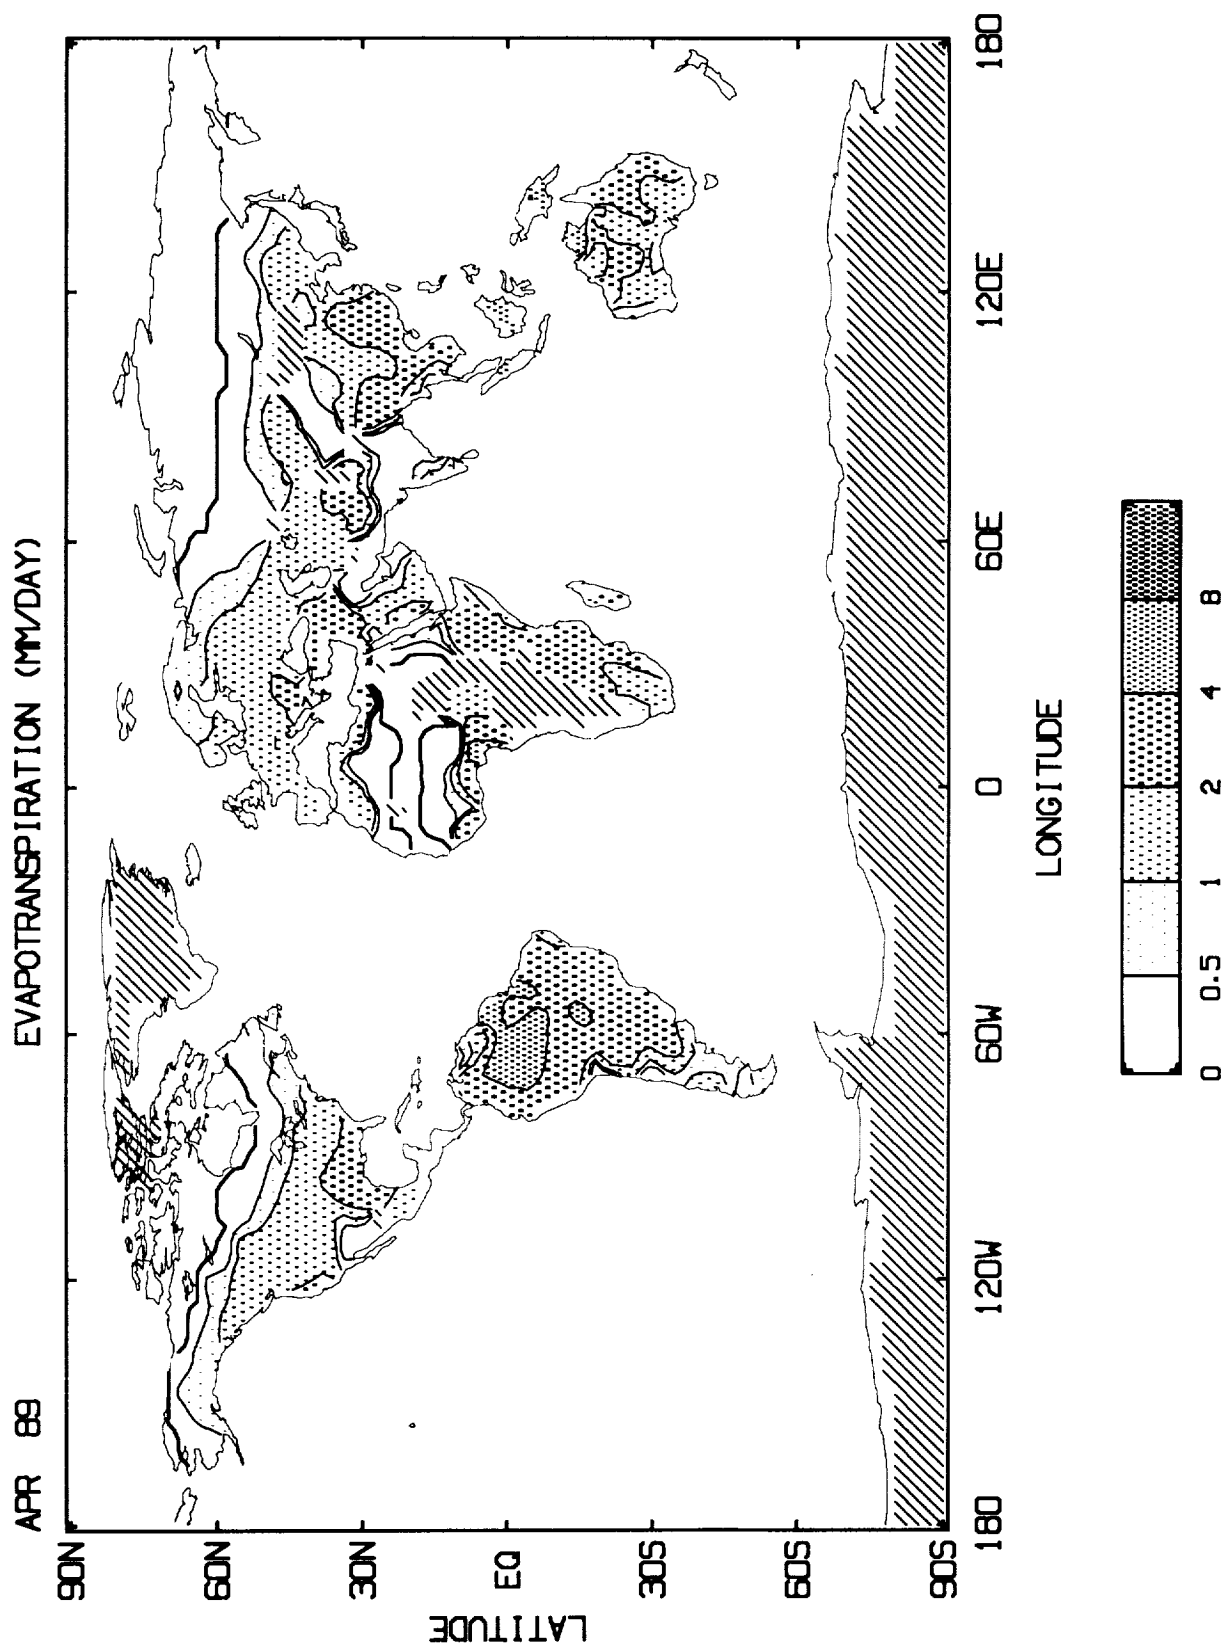 APR 89 EVAPOTRANSPIRATION (MM/DAY)
90N
60N
30N
EQ
30S
60S
90S
LATITUDE
180 120W 60W 0 60E 120E 180
LONGITUDE
0 0.5 1 2 4 8